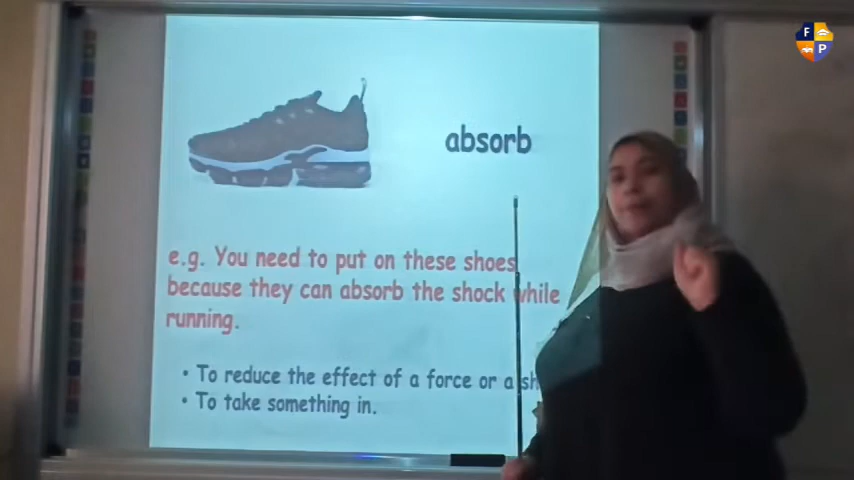 F P
absorb
e.g. You need to put on these shoes
because they can absorb the shock while
running.
• To reduce the effect of a force or a
• To take something in.